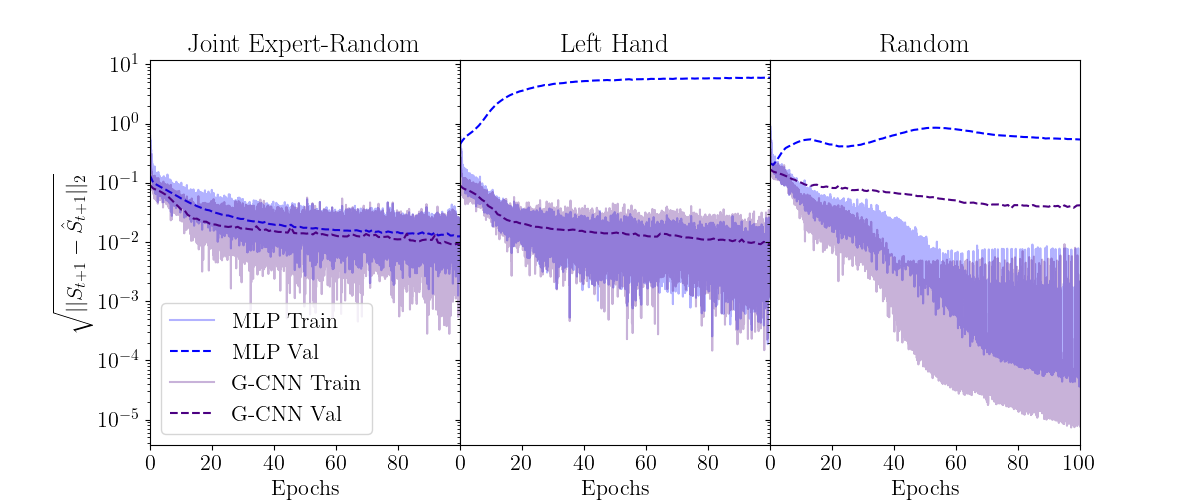 Joint Expert-Random
Left Hand
Random
√||S_{t+1} − Ŝ_{t+1}||_2
10^1
10^0
10^{−1}
10^{−2}
10^{−3}
10^{−4}
10^{−5}
MLP Train
MLP Val
G-CNN Train
G-CNN Val
0 20 40 60 80
0 20 40 60 80
0 20 40 60 80 100
Epochs
Epochs
Epochs